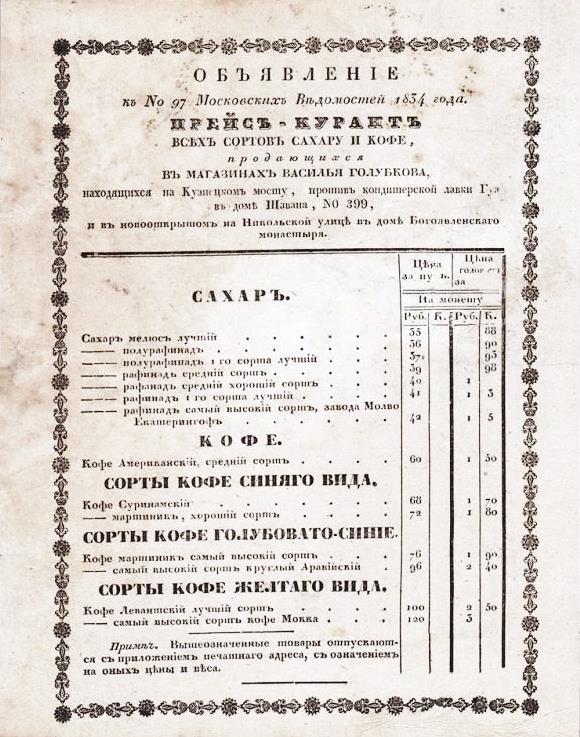 ОБЪЯВЛЕНІЕ
къ No 97 Московскихъ Вѣдомостей 1834 года.
ПРЕЙСЪ-КУРАКТЪ
ВСѢХЪ СОРТОВЪ САХАРУ И КОФЕ,
продающихся
ВЪ МАГАЗИНАХЪ ВАСИЛЬЯ ГОЛУБКОВА,
находящихся на Кузнецкомъ мосту, противъ кондитерской лавки Гуа
въ домѣ Шавана, NO 399,
и въ новооткрытомъ на Никольской улицѣ въ домѣ Богоявленскаго
монастыря.
Цѣна за пудъ. Цѣна за головъ
На монету
САХАРЪ. Руб. К. Руб. К.
Сахаръ мелюсъ лучшій . . . . . . 35 88
—— полурафинадъ . . . . . . 36 90
—— полурафинадъ 1 го сорта лучшій . . . 37 93
—— рафинадъ средній сортъ . . . . 39 98
—— рафанадъ средній хорошій сортъ . . . 40 1
—— рафинадъ 1 го сорта лучшій . . . . 41 1 3
—— рафинадъ самый высокій сортъ, завода Молво
Екатерингофъ . . . . . 42 1 5
КОФЕ.
Кофе Американскій, средній сортъ . . . . 60 1 50
СОРТЫ КОФЕ СИНЯГО ВИДА.
Кофе Суринамскій . . . . . . 68 1 70
—— мартиникъ, хорошій сортъ . . . . 72 1 80
СОРТЫ КОФЕ ГОЛУБОВАТО-СИНІЕ.
Кофе мартиникъ самый высокій сортъ . . . 76 1 90
—— самый высокій сортъ круглый Аравійскій . 96 2 40
СОРТЫ КОФЕ ЖЕЛТАГО ВИДА.
Кофе Левантскій лучшій сортъ . . . . 100 2 50
—— самый высокій сортъ кофе Мокка . . . 120 3
Примѣч. Вышеозначенные товары отпускают-
ся съ приложеніемъ печатнаго адреса, съ означеніемъ
на оныхъ цѣны и вѣса.